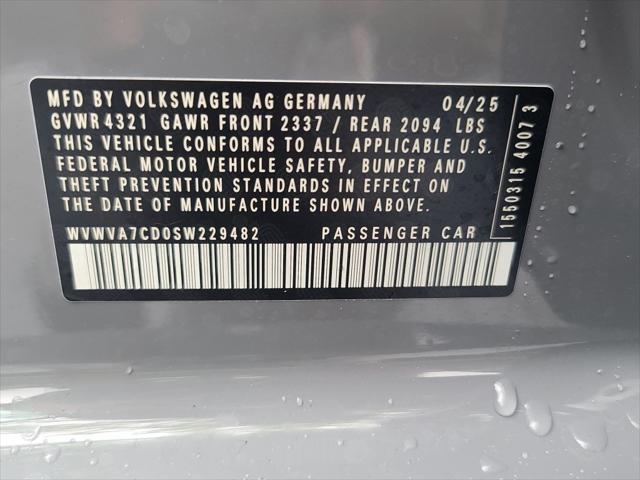 MFD BY VOLKSWAGEN AG GERMANY 04/25
GVWR 4321 GAWR FRONT 2337 / REAR 2094 LBS
THIS VEHICLE CONFORMS TO ALL APPLICABLE U.S.
FEDERAL MOTOR VEHICLE SAFETY, BUMPER AND
THEFT PREVENTION STANDARDS IN EFFECT ON
THE DATE OF MANUFACTURE SHOWN ABOVE.
WVWVA7CD0SW229482 PASSENGER CAR
1550315 4007 3